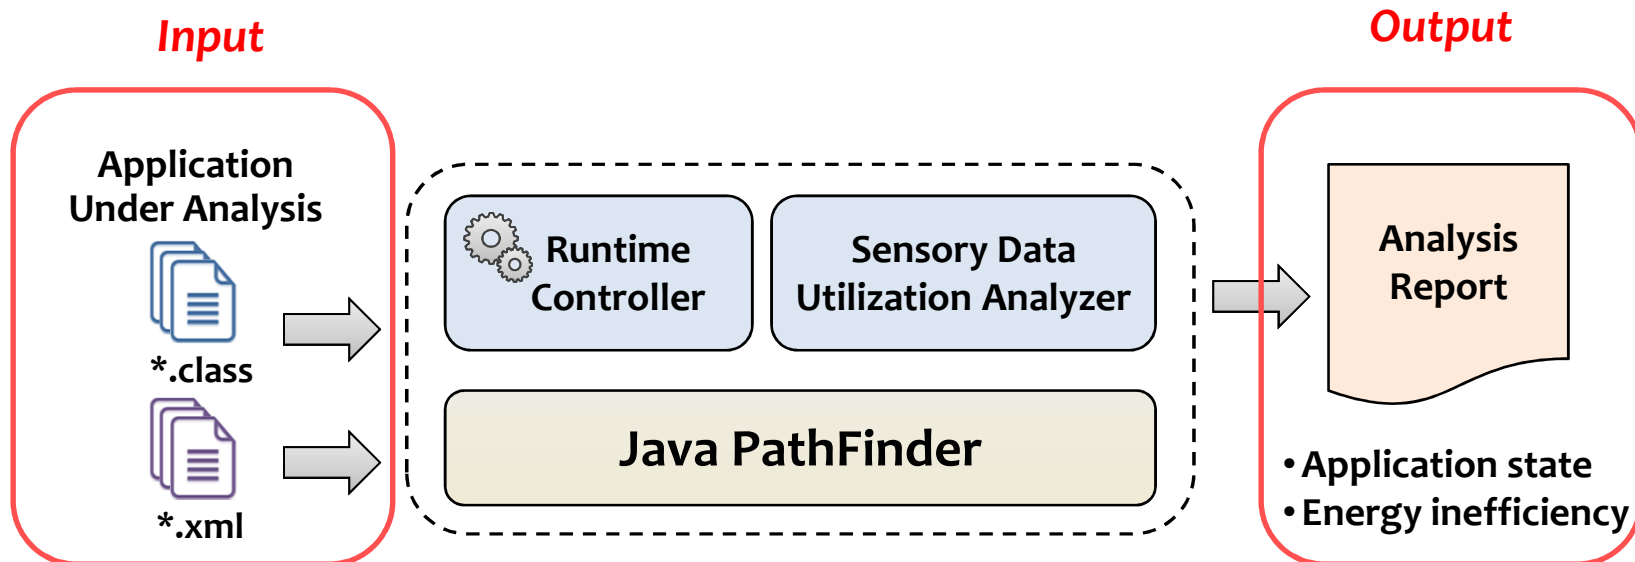 Input
Output
Application
Under Analysis
*.class
*.xml
Runtime
Controller
Sensory Data
Utilization Analyzer
Java PathFinder
Analysis
Report
• Application state
• Energy inefficiency